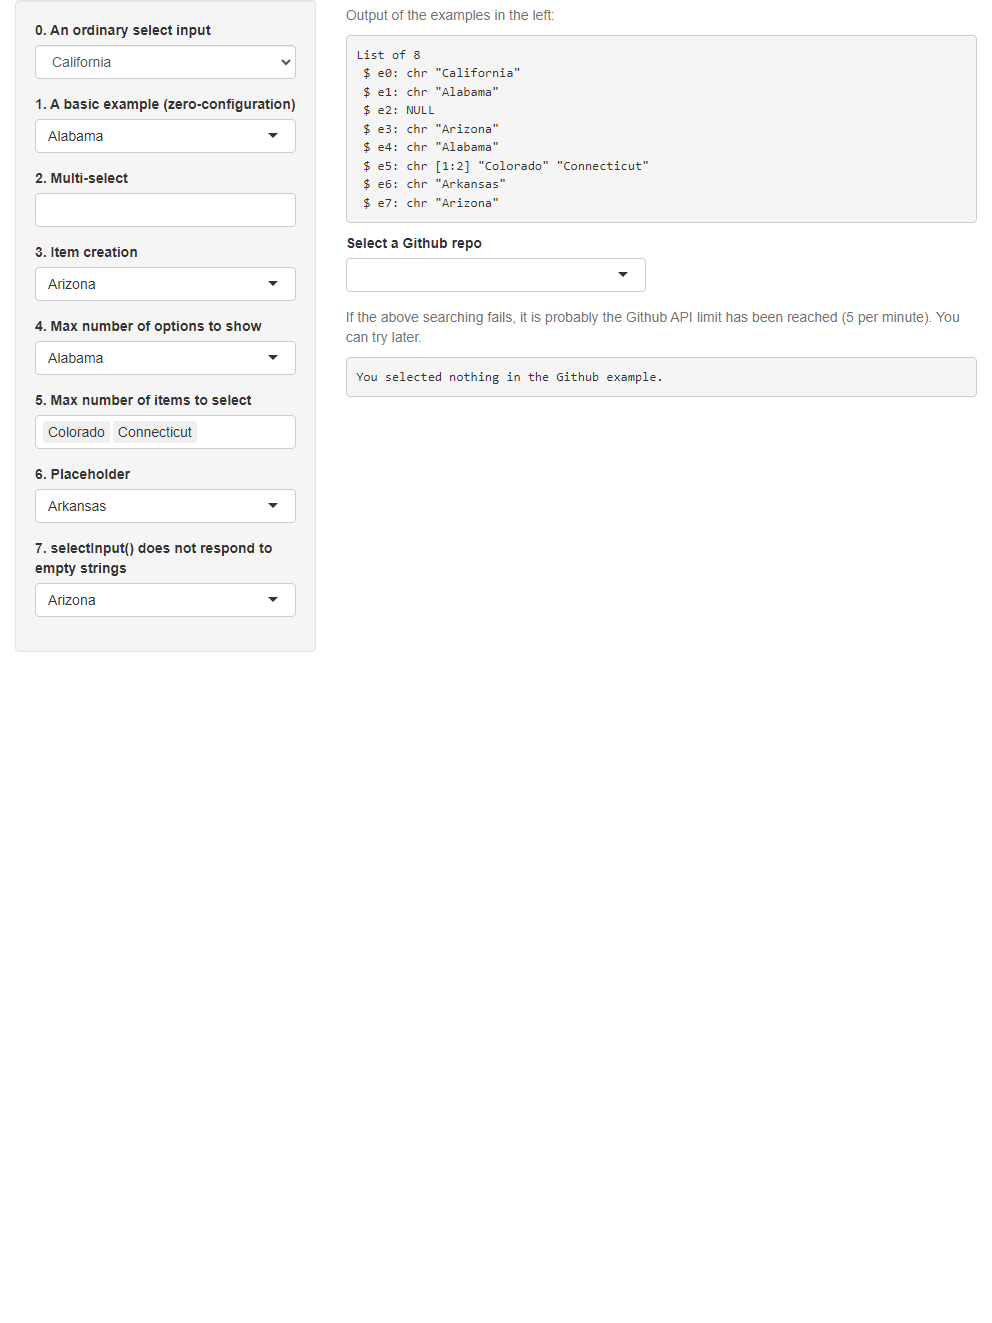 0. An ordinary select input
California
1. A basic example (zero-configuration)
Alabama
2. Multi-select
3. Item creation
Arizona
4. Max number of options to show
Alabama
5. Max number of items to select
Colorado Connecticut
6. Placeholder
Arkansas
7. selectInput() does not respond to
empty strings
Arizona
Output of the examples in the left:
List of 8
 $ e0: chr "California"
 $ e1: chr "Alabama"
 $ e2: NULL
 $ e3: chr "Arizona"
 $ e4: chr "Alabama"
 $ e5: chr [1:2] "Colorado" "Connecticut"
 $ e6: chr "Arkansas"
 $ e7: chr "Arizona"
Select a Github repo
If the above searching fails, it is probably the Github API limit has been reached (5 per minute). You
can try later.
You selected nothing in the Github example.